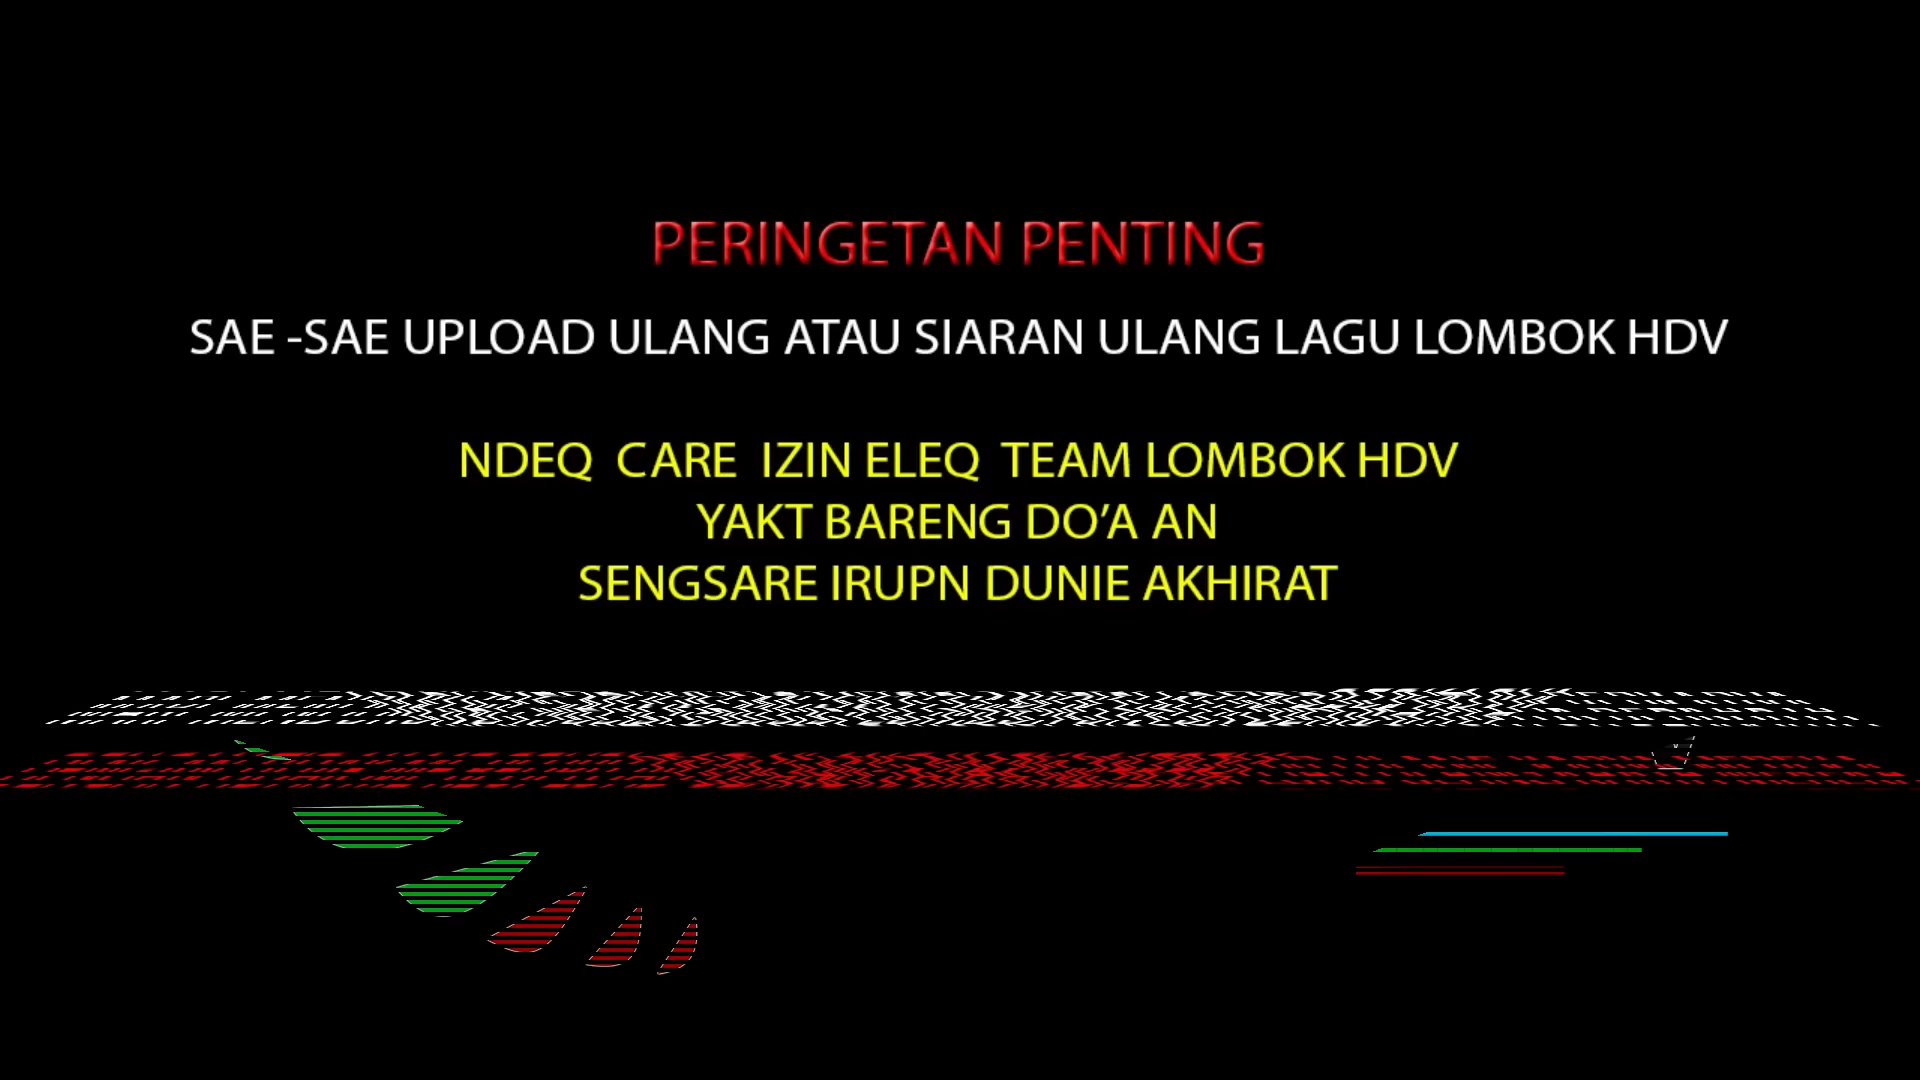 PERINGETAN PENTING
SAE -SAE UPLOAD ULANG ATAU SIARAN ULANG LAGU LOMBOK HDV
NDEQ CARE IZIN ELEQ TEAM LOMBOK HDV
YAKT BARENG DO’A AN
SENGSARE IRUPN DUNIE AKHIRAT